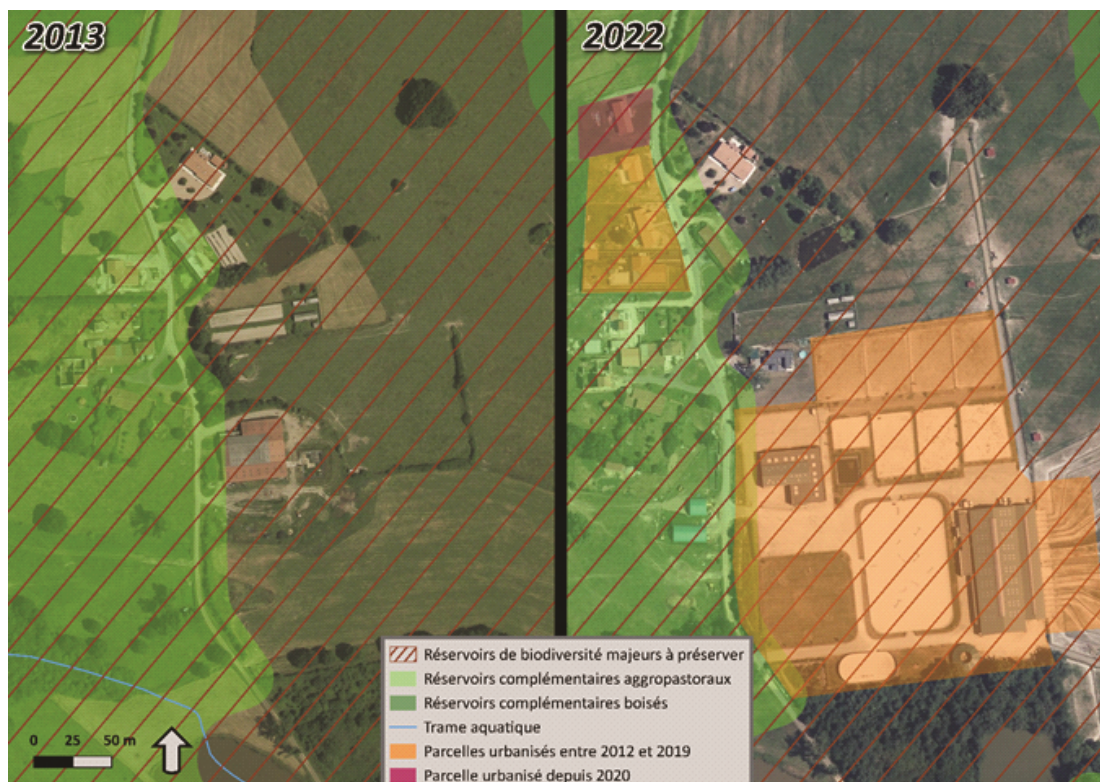 2013
2022
Réservoirs de biodiversité majeurs à préserver
Réservoirs complémentaires aggropastoraux
Réservoirs complémentaires boisés
Trame aquatique
Parcelles urbanisés entre 2012 et 2019
Parcelle urbanisé depuis 2020
0 25 50 m